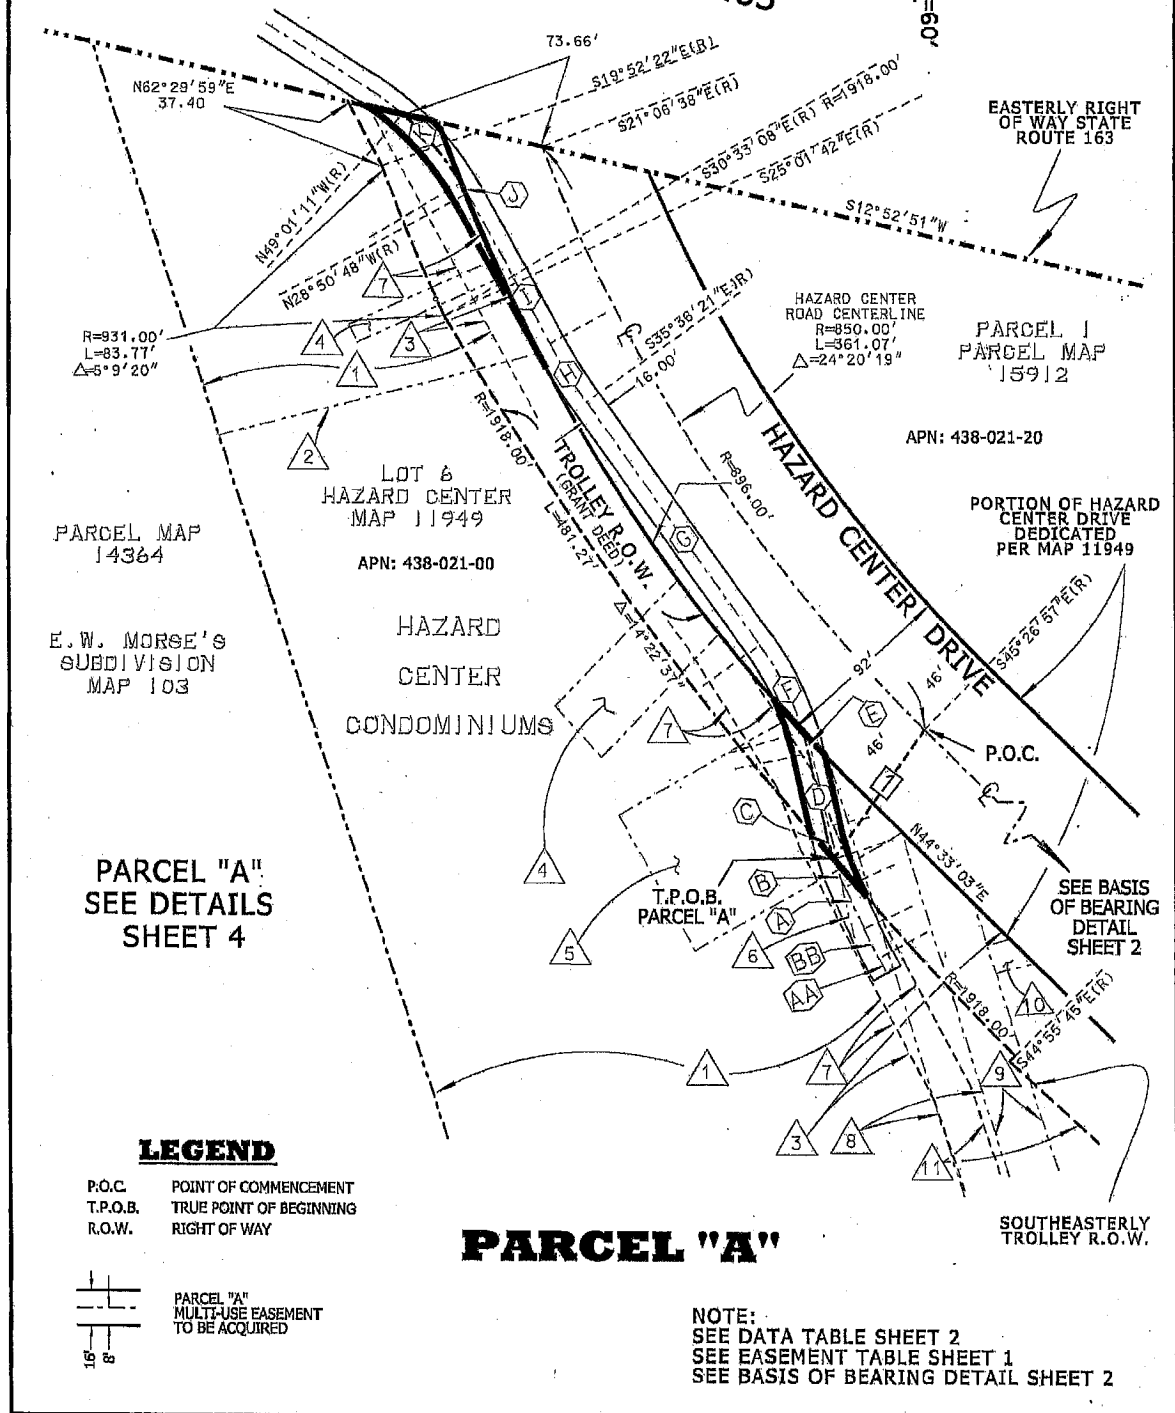 =60'
73.66'
N62°29'59"E
37.40
S19°52'22"E(R)
S21°06'38"E(R)
R=1918.00'
S30°33'08"E(R)
S25°01'42"E(R)
EASTERLY RIGHT
OF WAY STATE
ROUTE 163
K
J
N49°01'11"W(R)
N28°50'48"W(R)
S12°52'51"W
7
I
4
3
1
R=931.00'
L=83.77'
Δ=5°9'20"
S35°38'21"E(R)
16.00'
HAZARD CENTER
ROAD CENTERLINE
R=850.00'
L=361.07'
Δ=24°20'19"
PARCEL 1
PARCEL MAP
15912
H
2
R=1918.00'
TROLLEY R.O.W.
(GRANT DEED)
L=481.27'
Δ=14°22'37"
APN: 438-021-20
HAZARD CENTER DRIVE
R=896.00'
LOT 6
HAZARD CENTER
MAP 11949
APN: 438-021-00
PARCEL MAP
14364
PORTION OF HAZARD
CENTER DRIVE
DEDICATED
PER MAP 11949
G
HAZARD
CENTER
CONDOMINIUMS
E.W. MORSE'S
SUBDIVISION
MAP 103
S45°26'57"E(R)
92'
46'
46'
F
E
7
P.O.C.
1
D
C
N44°33'03"E
4
5
PARCEL "A"
SEE DETAILS
SHEET 4
T.P.O.B.
PARCEL "A"
B
A
6
BB
AA
SEE BASIS
OF BEARING
DETAIL
SHEET 2
R=1918.00'
10
S44°55'45"E(R)
1
7
9
3
8
11
LEGEND
P.O.C. POINT OF COMMENCEMENT
T.P.O.B. TRUE POINT OF BEGINNING
R.O.W. RIGHT OF WAY
SOUTHEASTERLY
TROLLEY R.O.W.
PARCEL "A"
16'
8'
PARCEL "A"
MULTI-USE EASEMENT
TO BE ACQUIRED
NOTE:
SEE DATA TABLE SHEET 2
SEE EASEMENT TABLE SHEET 1
SEE BASIS OF BEARING DETAIL SHEET 2